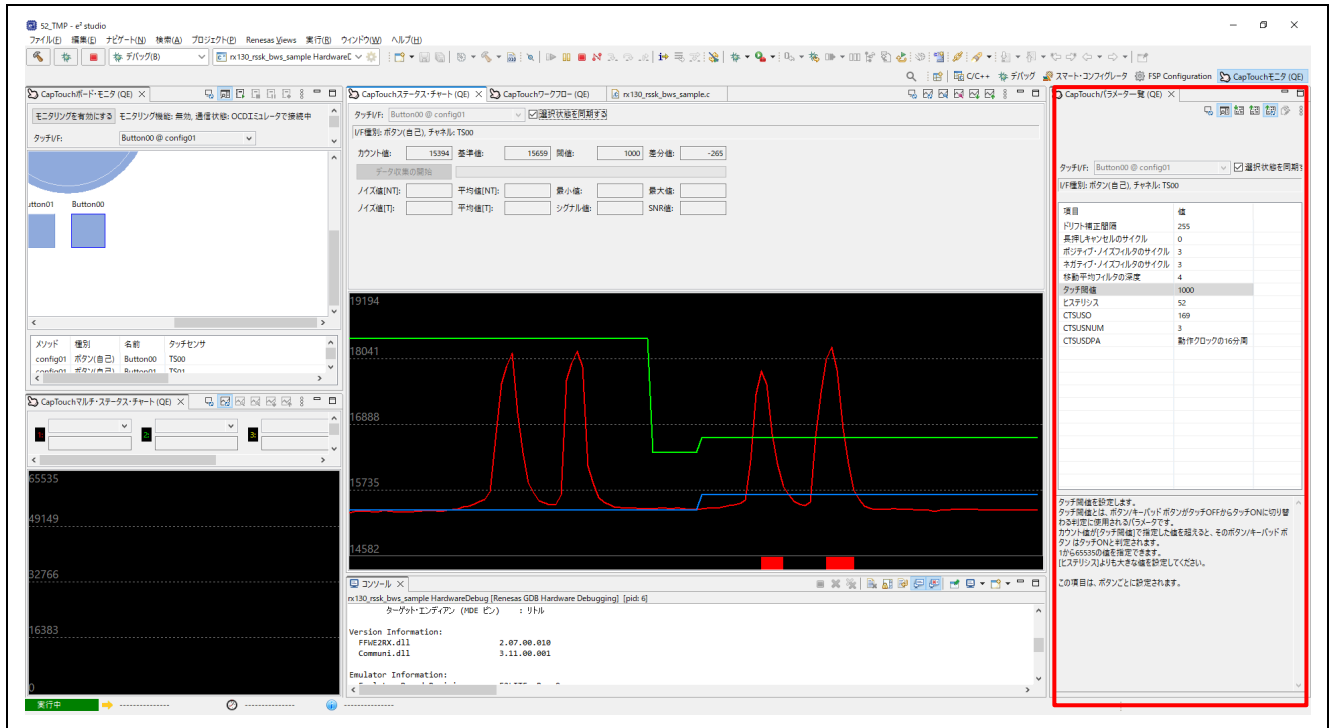 52_TMP - e² studio
ファイル(F) 編集(E) ナビゲート(N) 検索(A) プロジェクト(P) Renesas Views 実行(R) ウィンドウ(W) ヘルプ(H)
デバッグ(B) rx130_rssk_bws_sample HardwareD
C/C++ デバッグ スマート・コンフィグレータ FSP Configuration CapTouchモニタ (QE)
CapTouchボード・モニタ (QE)
モニタリングを有効にする モニタリング機能: 無効, 通信状態: OCDエミュレータで接続中
タッチI/F: Button00 @ config01
utton01 Button00
メソッド 種別 名前 タッチセンサ
config01 ボタン(自己) Button00 TS00
config01 ボタン(自己) Button01 TS01
CapTouchマルチ・ステータス・チャート (QE)
65535
49149
32766
16383
0
CapTouchステータス・チャート (QE) CapTouchワークフロー (QE) rx130_rssk_bws_sample.c
タッチI/F: Button00 @ config01 選択状態を同期する
I/F種別: ボタン(自己), チャネル: TS00
カウント値: 15394 基準値: 15659 閾値: 1000 差分値: -265
データ収集の開始
ノイズ値[NT]: 平均値[NT]: 最小値: 最大値:
ノイズ値[T]: 平均値[T]: シグナル値: SNR値:
19194
18041
16888
15735
14582
コンソール
rx130_rssk_bws_sample HardwareDebug [Renesas GDB Hardware Debugging] [pid: 6]
ターゲット・エンディアン (MDE ピン) : リトル
Version Information:
FFWE2RX.dll 2.07.00.010
Communi.dll 3.11.00.001
Emulator Information:
CapTouchパラメーター一覧 (QE)
タッチI/F: Button00 @ config01 選択状態を同期す
I/F種別: ボタン(自己), チャネル: TS00
項目 値
ドリフト補正間隔 255
長押しキャンセルのサイクル 0
ポジティブ・ノイズフィルタのサイクル 3
ネガティブ・ノイズフィルタのサイクル 3
移動平均フィルタの深度 4
タッチ閾値 1000
ヒステリシス 52
CTSUSO 169
CTSUSNUM 3
CTSUSDPA 動作クロックの16分周
タッチ閾値を設定します。
タッチ閾値とは、ボタン/キーパッド ボタンがタッチOFFからタッチONに切り替
わる判定に使用されるパラメータです。
カウント値が[タッチ閾値]で指定した値を超えると、そのボタン/キーパッド ボ
タン はタッチONと判定されます。
1から65535の値を指定できます。
[ヒステリシス]よりも大きな値を設定してください。
この項目は、ボタンごとに設定されます。
実行中